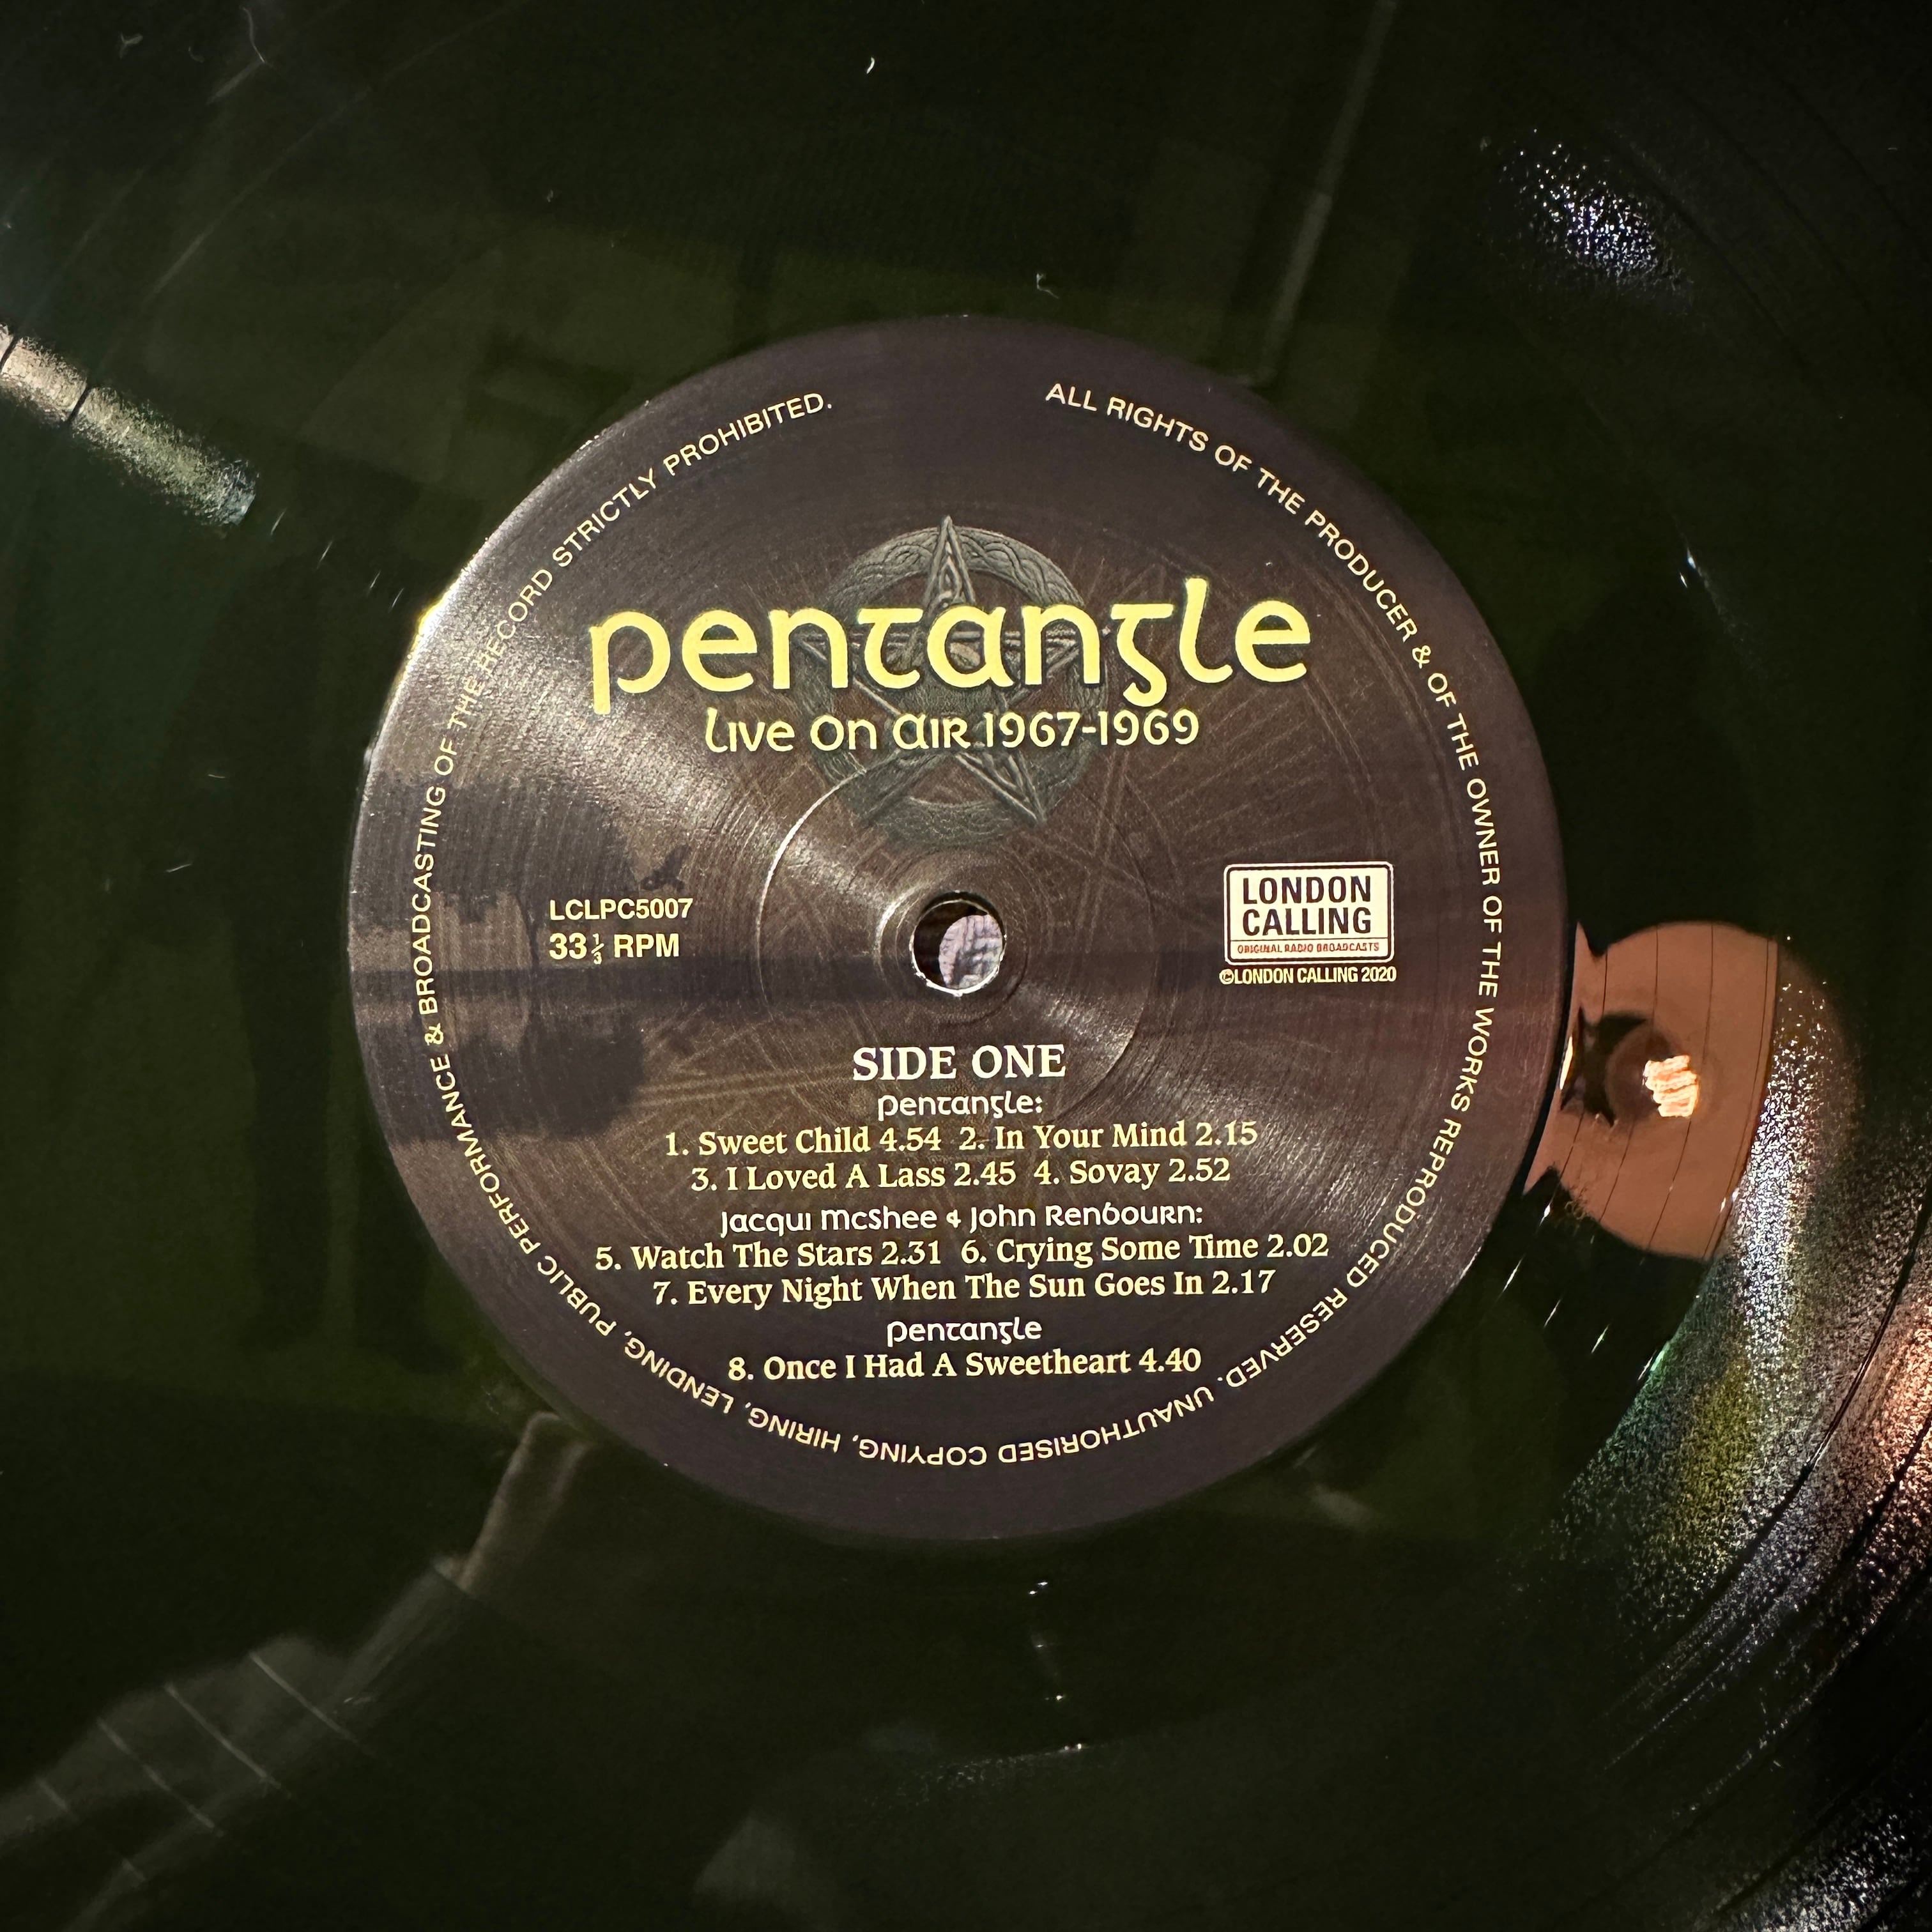 pentangle
Live on Air 1967-1969
LCLPC5007
33⅓ RPM
LONDON
CALLING
ORIGINAL RADIO BROADCASTS
©LONDON CALLING 2020
SIDE ONE
pentangle:
1. Sweet Child 4.54 2. In Your Mind 2.15
3. I Loved A Lass 2.45 4. Sovay 2.52
Jacqui McShee & John Renbourn:
5. Watch The Stars 2.31 6. Crying Some Time 2.02
7. Every Night When The Sun Goes In 2.17
pentangle
8. Once I Had A Sweetheart 4.40
ALL RIGHTS OF THE PRODUCER & OF THE OWNER OF THE WORKS REPRODUCED RESERVED. UNAUTHORISED COPYING, HIRING, LENDING, PUBLIC PERFORMANCE & BROADCASTING OF THE RECORD STRICTLY PROHIBITED.